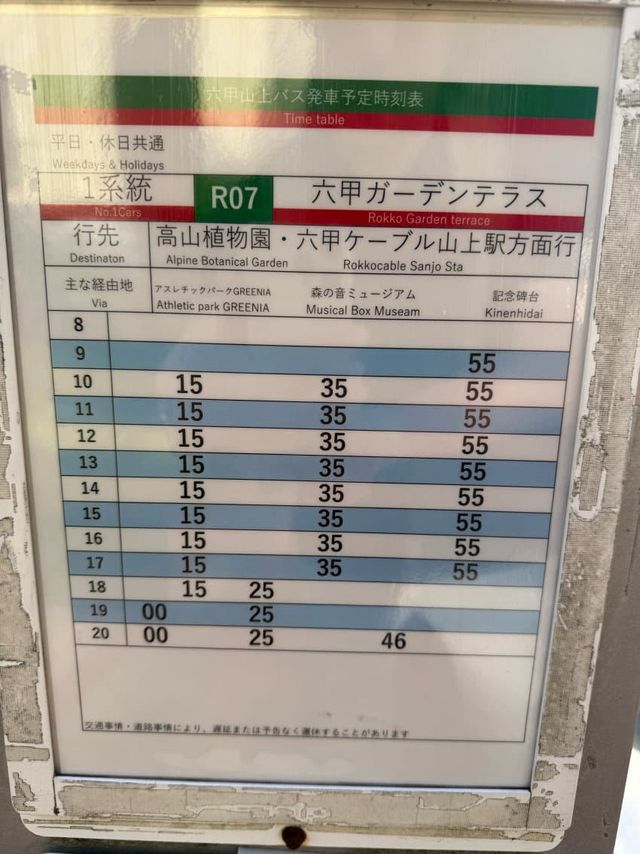 六甲山上バス発車予定時刻表
Time table
平日・休日共通
Weekdays & Holidays
1系統 R07 六甲ガーデンテラス
No.1Cars Rokko Garden terrace
行先 高山植物園・六甲ケーブル山上駅方面行
Destinaton Alpine Botanical Garden Rokkocable Sanjo Sta
主な経由地 アスレチックパークGREENIA 森の音ミュージアム 記念碑台
Via Athletic park GREENIA Musical Box Museam Kinenhidai
8
9 55
10 15 35 55
11 15 35 55
12 15 35 55
13 15 35 55
14 15 35 55
15 15 35 55
16 15 35 55
17 15 35 55
18 15 25
19 00 25
20 00 25 46
交通事情・道路事情により、遅延または予告なく運休することがあります